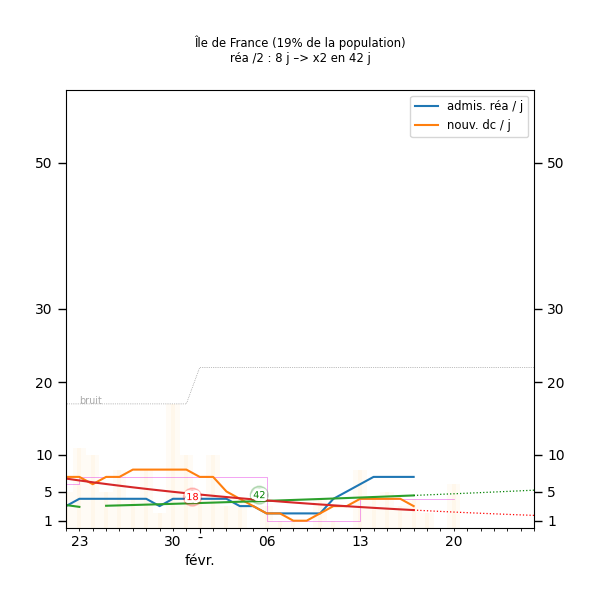 Île de France (19% de la population)
réa /2 : 8 j –> x2 en 42 j
admis. réa / j
nouv. dc / j
50 50
30 30
20 20
bruit
10 10
5 5
18 42
1 1
23 30 - 06 13 20
févr.